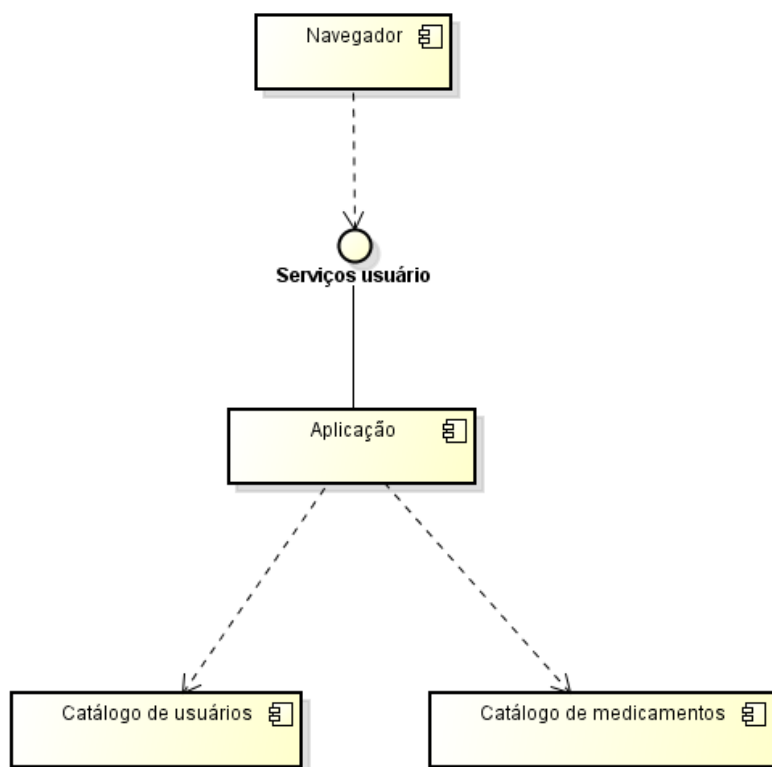 Navegador
Serviços usuário
Aplicação
Catálogo de usuários
Catálogo de medicamentos